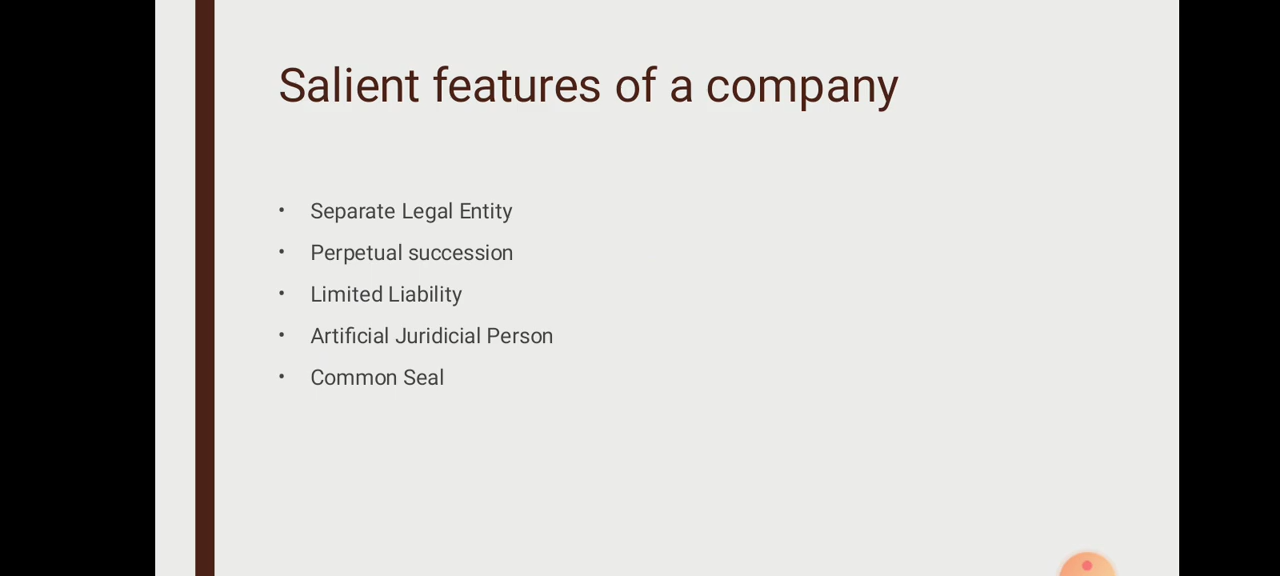 Salient features of a company
• Separate Legal Entity
• Perpetual succession
• Limited Liability
• Artificial Juridicial Person
• Common Seal